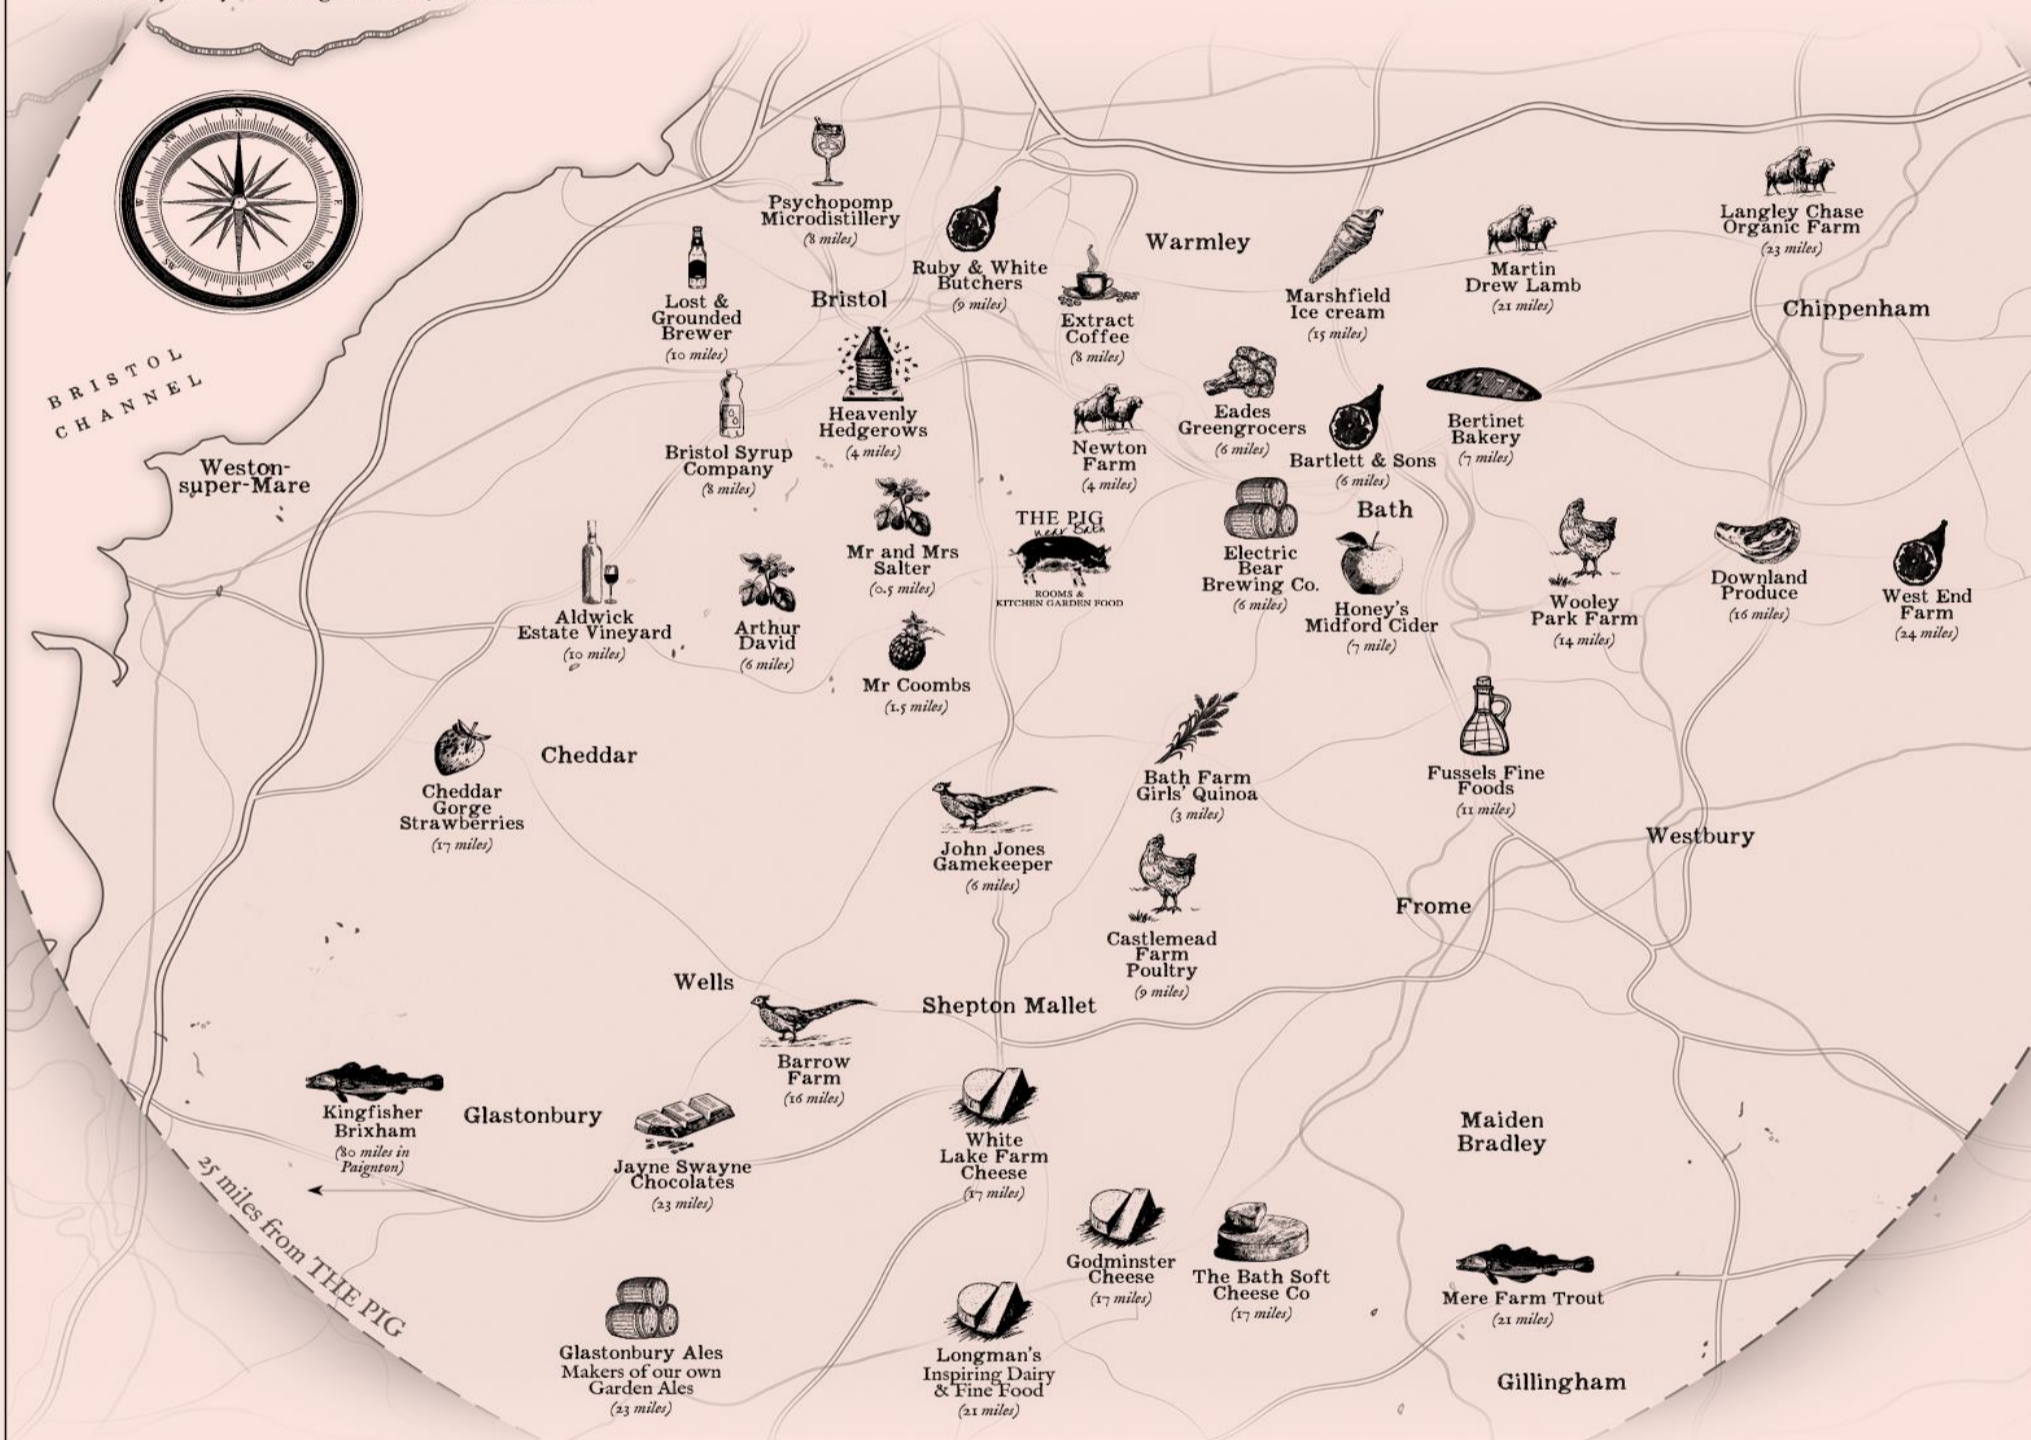 N
NE
E
S
SW
W
NW
BRISTOL
CHANNEL
Psychopomp
Microdistillery
(8 miles)
Lost &
Grounded
Brewer
(10 miles)
Bristol
Ruby & White
Butchers
(9 miles)
Extract
Coffee
(8 miles)
Warmley
Marshfield
Ice cream
(15 miles)
Martin
Drew Lamb
(21 miles)
Langley Chase
Organic Farm
(23 miles)
Chippenham
Weston-
super-Mare
Bristol Syrup
Company
(8 miles)
Heavenly
Hedgerows
(4 miles)
Newton
Farm
(4 miles)
Eades
Greengrocers
(6 miles)
Bartlett & Sons
(6 miles)
Bertinet
Bakery
(7 miles)
Bath
Aldwick
Estate Vineyard
(10 miles)
Arthur
David
(6 miles)
Mr and Mrs
Salter
(0.5 miles)
Mr Coombs
(1.5 miles)
THE PIG
near Bath
ROOMS &
KITCHEN GARDEN FOOD
Electric
Bear
Brewing Co.
(6 miles)
Honey's
Midford Cider
(7 mile)
Wooley
Park Farm
(14 miles)
Downland
Produce
(16 miles)
West End
Farm
(24 miles)
Cheddar
Gorge
Strawberries
(17 miles)
Cheddar
John Jones
Gamekeeper
(6 miles)
Bath Farm
Girls' Quinoa
(3 miles)
Fussels Fine
Foods
(11 miles)
Westbury
Castlemead
Farm
Poultry
(9 miles)
Frome
Wells
Shepton Mallet
Barrow
Farm
(16 miles)
Kingfisher
Brixham
(80 miles in
Paignton)
Glastonbury
Jayne Swayne
Chocolates
(23 miles)
White
Lake Farm
Cheese
(17 miles)
Maiden
Bradley
25 miles from THE PIG
Godminster
Cheese
(17 miles)
The Bath Soft
Cheese Co
(17 miles)
Mere Farm Trout
(21 miles)
Glastonbury Ales
Makers of our own
Garden Ales
(23 miles)
Longman's
Inspiring Dairy
& Fine Food
(21 miles)
Gillingham